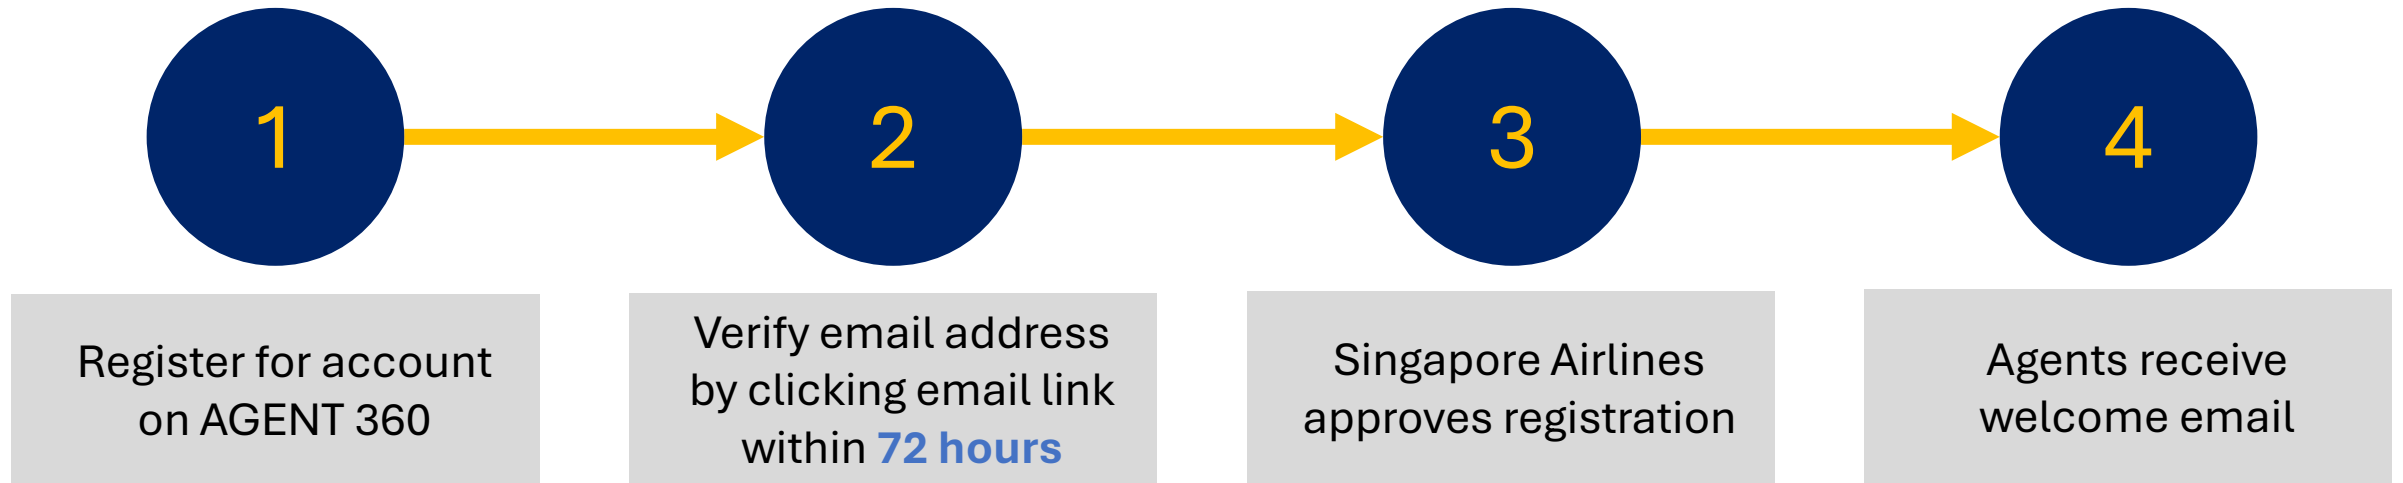 1
2
3
4
Register for account
on AGENT 360
Verify email address
by clicking email link
within 72 hours
Singapore Airlines
approves registration
Agents receive
welcome email